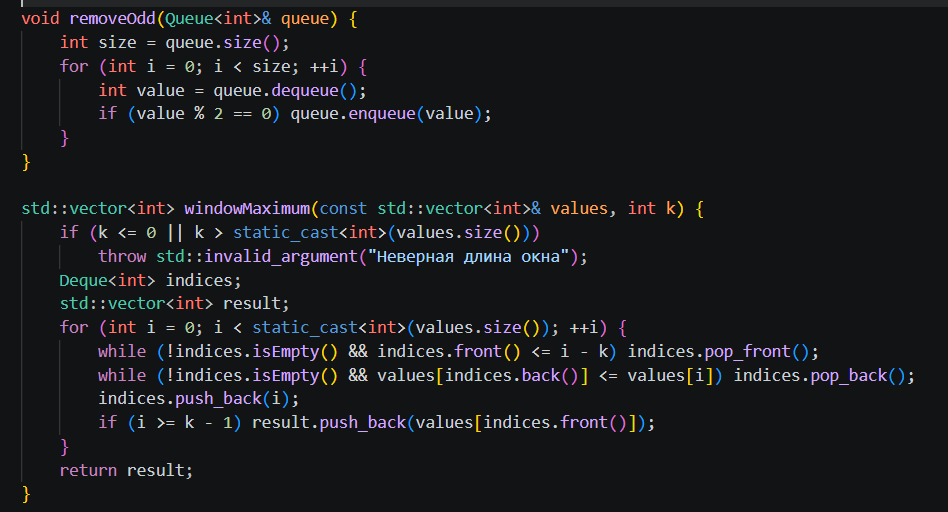 void removeOdd(Queue<int>& queue) {
    int size = queue.size();
    for (int i = 0; i < size; ++i) {
        int value = queue.dequeue();
        if (value % 2 == 0) queue.enqueue(value);
    }
}

std::vector<int> windowMaximum(const std::vector<int>& values, int k) {
    if (k <= 0 || k > static_cast<int>(values.size()))
        throw std::invalid_argument("Неверная длина окна");
    Deque<int> indices;
    std::vector<int> result;
    for (int i = 0; i < static_cast<int>(values.size()); ++i) {
        while (!indices.isEmpty() && indices.front() <= i - k) indices.pop_front();
        while (!indices.isEmpty() && values[indices.back()] <= values[i]) indices.pop_back();
        indices.push_back(i);
        if (i >= k - 1) result.push_back(values[indices.front()]);
    }
    return result;
}